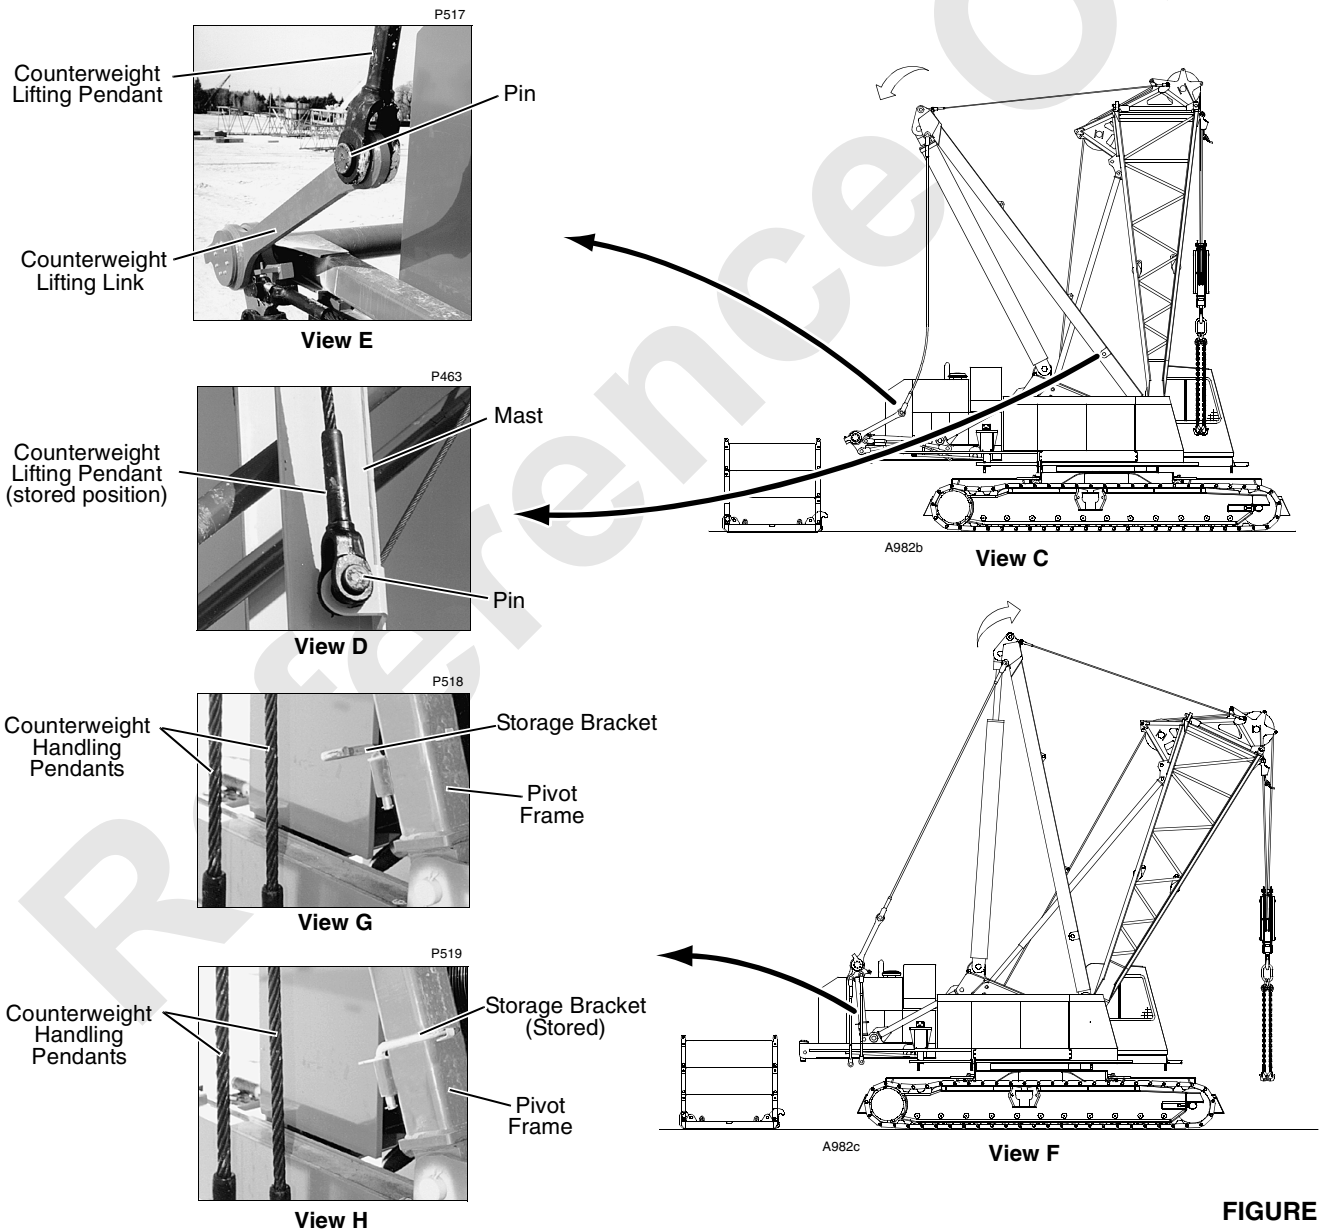 P517
Counterweight
Lifting Pendant
Pin
Counterweight
Lifting Link
View E
P463
Mast
Counterweight
Lifting Pendant
(stored position)
Pin
View D
P518
Counterweight
Handling
Pendants
Storage Bracket
Pivot
Frame
View G
P519
Counterweight
Handling
Pendants
Storage Bracket
(Stored)
Pivot
Frame
View H
A982b
View C
A982c
View F
FIGURE
Reference O